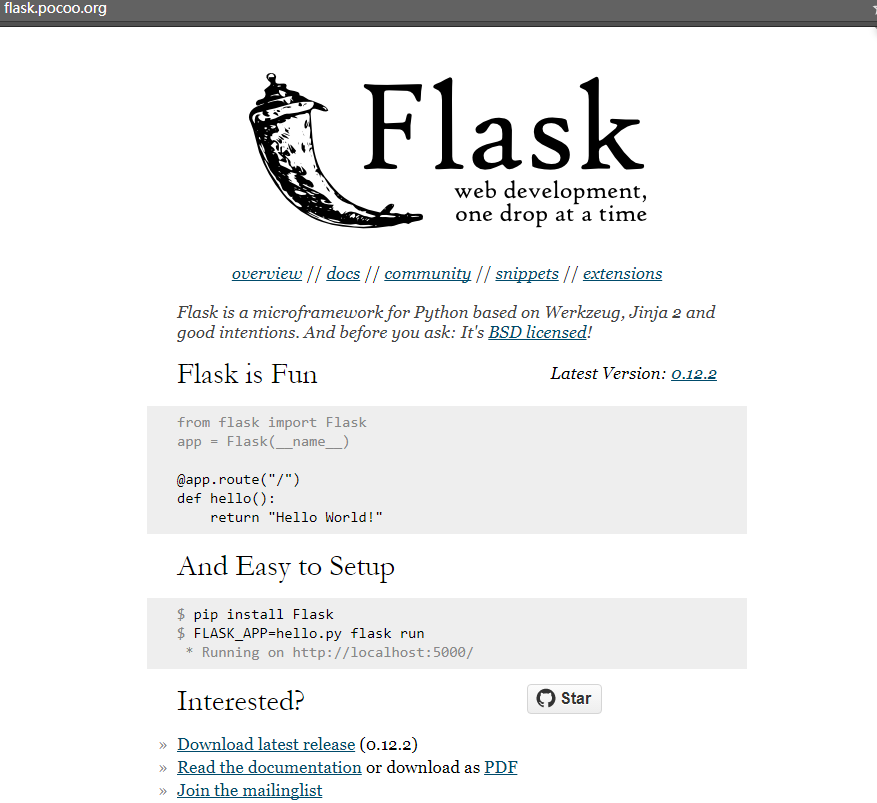 flask.pocoo.org
Flask
web development,
one drop at a time
overview // docs // community // snippets // extensions
Flask is a microframework for Python based on Werkzeug, Jinja 2 and
good intentions. And before you ask: It's BSD licensed!
Flask is Fun
Latest Version: 0.12.2
from flask import Flask
app = Flask(__name__)
@app.route("/")
def hello():
    return "Hello World!"
And Easy to Setup
$ pip install Flask
$ FLASK_APP=hello.py flask run
 * Running on http://localhost:5000/
Interested?
Star
» Download latest release (0.12.2)
» Read the documentation or download as PDF
» Join the mailinglist